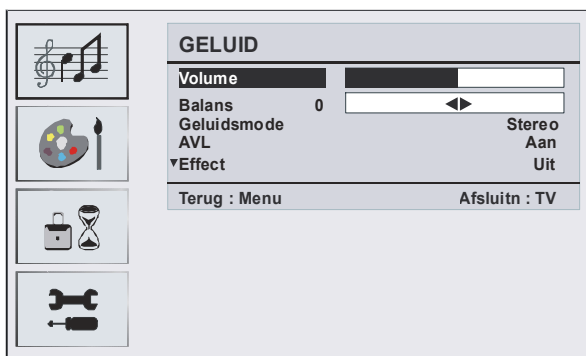 GELUID
Volume
Balans 0
Geluidsmode Stereo
AVL Aan
▼Effect Uit
Terug : Menu Afsluitn : TV